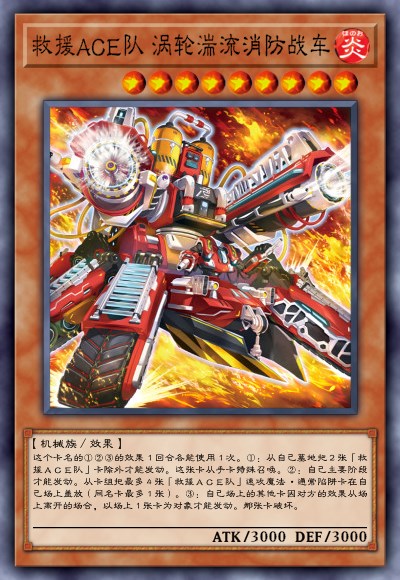 救援ACE队 涡轮湍流消防战车
炎
ほのお
【机械族／效果】
这个卡名的①②③的效果1回合各能使用1次。①：从自己墓地把2张「救
援ACE队」卡除外才能发动。这张卡从手卡特殊召唤。②：自己主要阶段
才能发动。从卡组把最多4张「救援ACE队」速攻魔法·通常陷阱卡在自
己场上盖放（同名卡最多1张）。③：自己场上的其他卡因对方的效果从场
上离开的场合，以场上1张卡为对象才能发动。那张卡破坏。
ATK/3000 DEF/3000